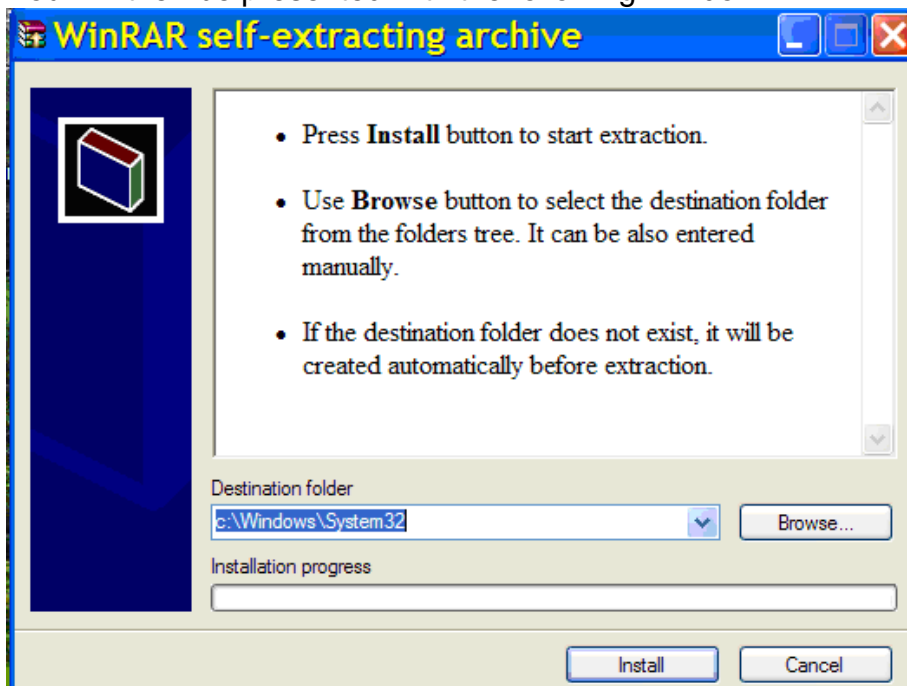 WinRAR self-extracting archive
• Press Install button to start extraction.
• Use Browse button to select the destination folder
from the folders tree. It can be also entered
manually.
• If the destination folder does not exist, it will be
created automatically before extraction.
Destination folder
c:\Windows\System32
Browse...
Installation progress
Install
Cancel